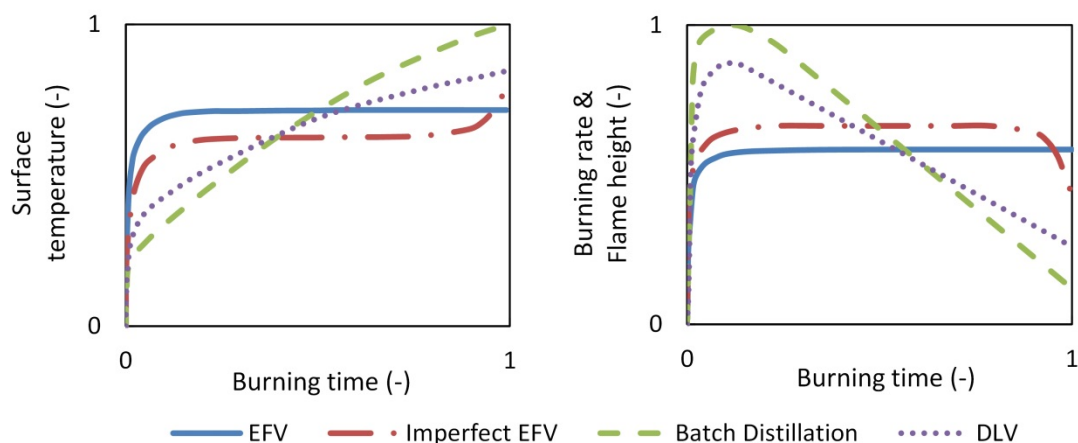 1
Surface
temperature (-)
0
0
1
Burning time (-)
1
Burning rate &
Flame height (-)
0
0
1
Burning time (-)
EFV
Imperfect EFV
Batch Distillation
DLV